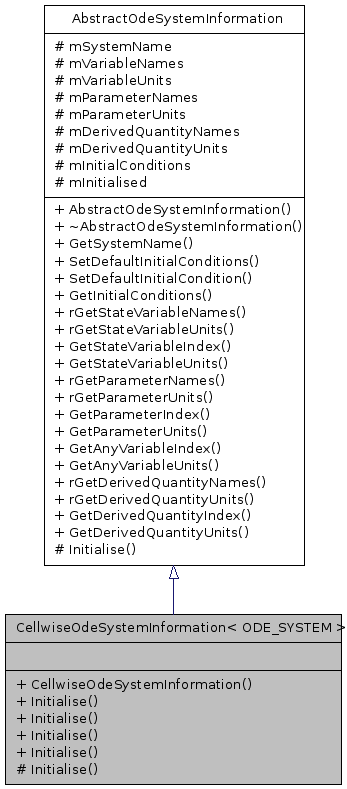 AbstractOdeSystemInformation
# mSystemName
# mVariableNames
# mVariableUnits
# mParameterNames
# mParameterUnits
# mDerivedQuantityNames
# mDerivedQuantityUnits
# mInitialConditions
# mInitialised
+ AbstractOdeSystemInformation()
+ ~AbstractOdeSystemInformation()
+ GetSystemName()
+ SetDefaultInitialConditions()
+ SetDefaultInitialCondition()
+ GetInitialConditions()
+ rGetStateVariableNames()
+ rGetStateVariableUnits()
+ GetStateVariableIndex()
+ GetStateVariableUnits()
+ rGetParameterNames()
+ rGetParameterUnits()
+ GetParameterIndex()
+ GetParameterUnits()
+ GetAnyVariableIndex()
+ GetAnyVariableUnits()
+ rGetDerivedQuantityNames()
+ rGetDerivedQuantityUnits()
+ GetDerivedQuantityIndex()
+ GetDerivedQuantityUnits()
# Initialise()
CellwiseOdeSystemInformation< ODE_SYSTEM >
+ CellwiseOdeSystemInformation()
+ Initialise()
+ Initialise()
+ Initialise()
+ Initialise()
# Initialise()